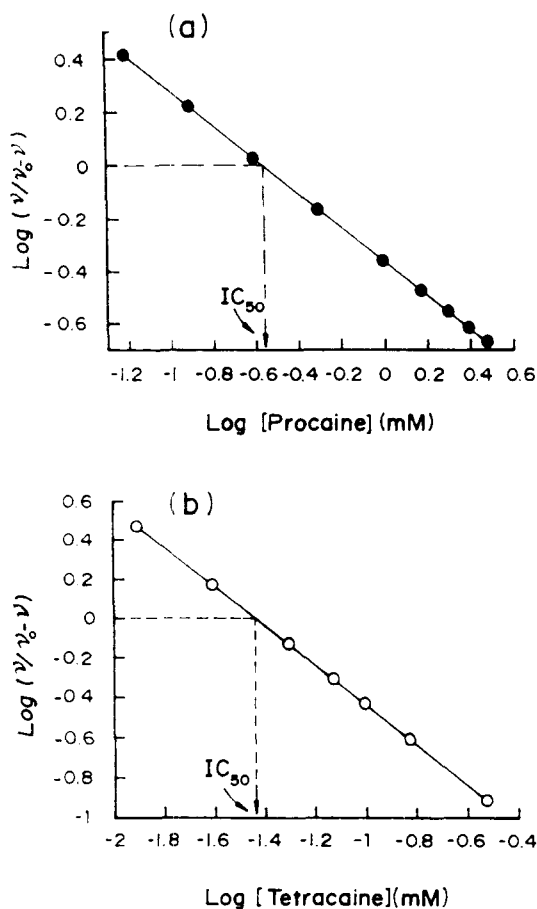 (a)
0.4
0.2
0
-0.2
-0.4
-0.6
Log (ν/ν₀-ν)
IC₅₀
-1.2 -1 -0.8 -0.6 -0.4 -0.2 0 0.2 0.4 0.6
Log [Procaine] (mM)
(b)
0.6
0.4
0.2
0
-0.2
-0.4
-0.6
-0.8
-1
Log (ν/ν₀-ν)
IC₅₀
-2 -1.8 -1.6 -1.4 -1.2 -1 -0.8 -0.6 -0.4
Log [Tetracaine](mM)